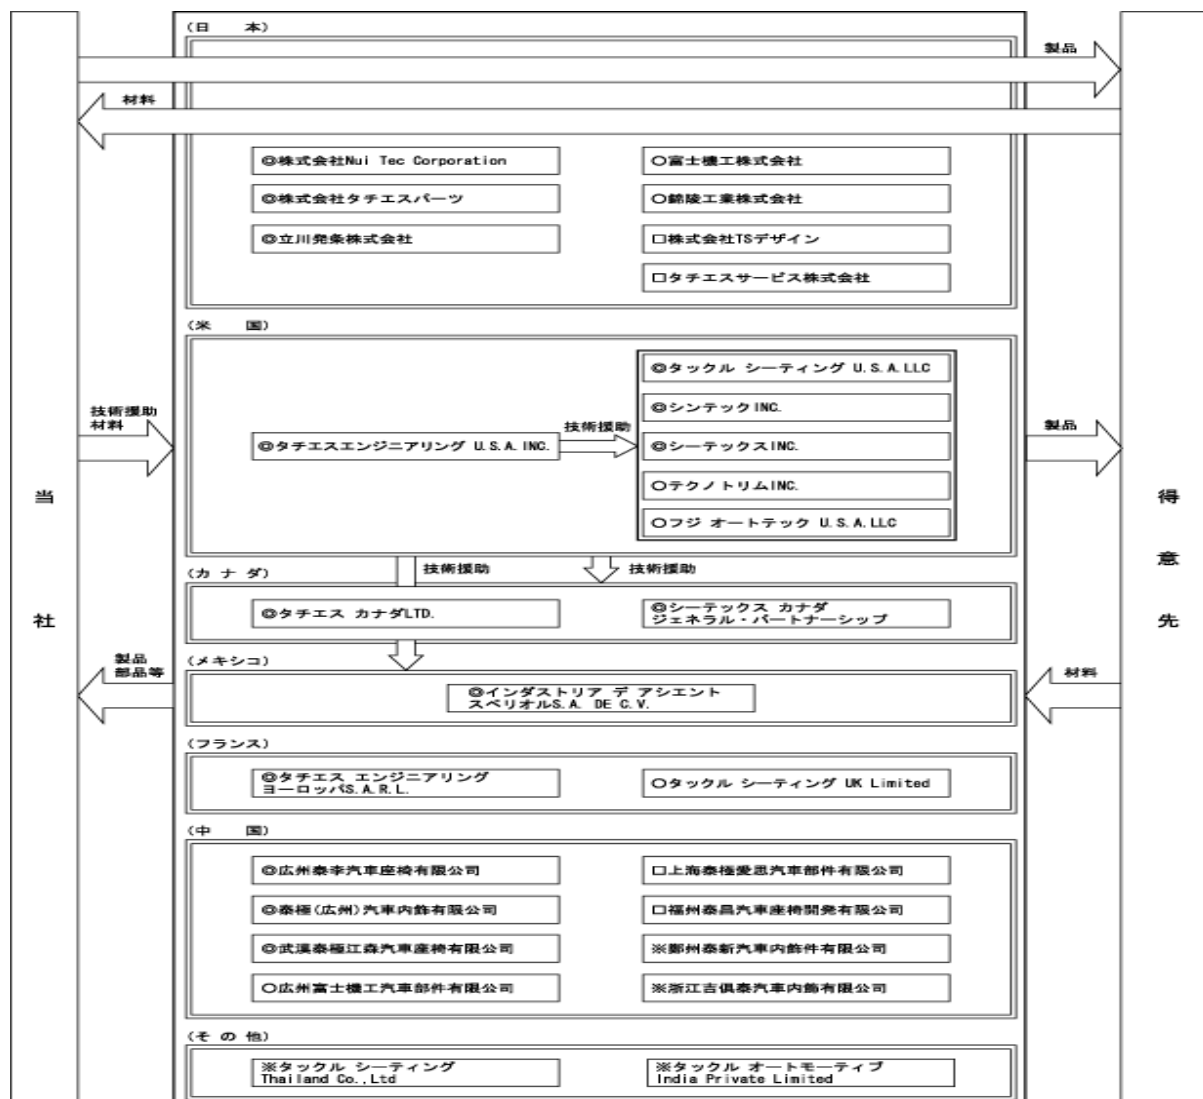 (日 本)
製品
材料
◎株式会社Nui Tec Corporation
○富士機工株式会社
◎株式会社タチエスパーツ
○錦陵工業株式会社
◎立川発条株式会社
□株式会社TSデザイン
□タチエスサービス株式会社
(米 国)
◎タックル シーティング U.S.A.LLC
◎シンテックINC.
技術援助
材料
◎タチエスエンジニアリング U.S.A.INC.
技術援助
◎シーテックスINC.
製品
○テクノトリムINC.
○フジ オートテック U.S.A.LLC
当社
得意先
技術援助
技術援助
(カナダ)
◎タチエス カナダLTD.
◎シーテックス カナダ
ジェネラル・パートナーシップ
製品
部品等
(メキシコ)
材料
◎インダストリア デ アシエント
スペリオルS.A. DE C.V.
(フランス)
◎タチエス エンジニアリング
ヨーロッパS.A.R.L.
○タックル シーティング UK Limited
(中 国)
◎広州泰李汽車座椅有限公司
□上海泰極愛思汽車部件有限公司
◎泰極(広州)汽車内飾有限公司
□福州泰昌汽車座椅開発有限公司
◎武漢泰極江森汽車座椅有限公司
※鄭州泰新汽車内飾件有限公司
○広州富士機工汽車部件有限公司
※浙江吉俱泰汽車内飾有限公司
(その他)
※タックル シーティング
Thailand Co.,Ltd
※タックル オートモーティブ
India Private Limited